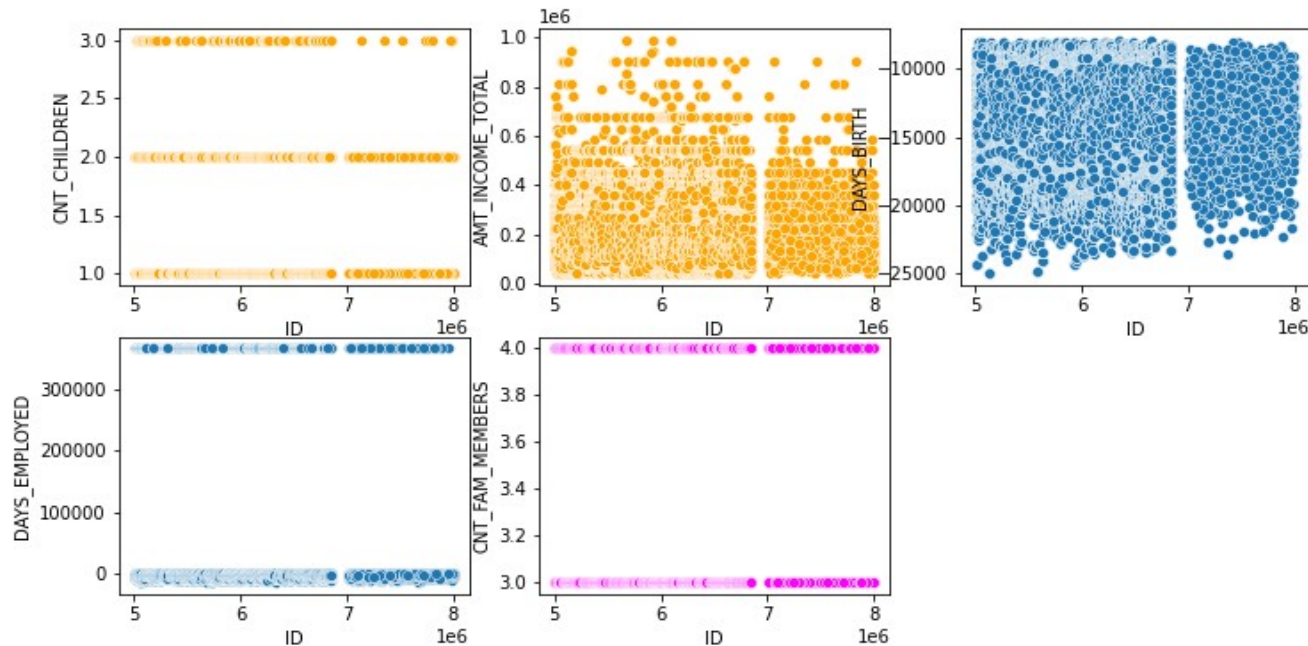 3.0
2.5
2.0
1.5
1.0
CNT_CHILDREN
5
6
7
8
1e6
ID
1e6
1.0
0.8
0.6
0.4
0.2
0.0
AMT_INCOME_TOTAL
5
6
7
8
1e6
ID
−10000
−15000
−20000
−25000
DAYS_BIRTH
5
6
7
8
1e6
ID
300000
200000
100000
0
DAYS_EMPLOYED
5
6
7
8
1e6
ID
4.0
3.8
3.6
3.4
3.2
3.0
CNT_FAM_MEMBERS
5
6
7
8
1e6
ID